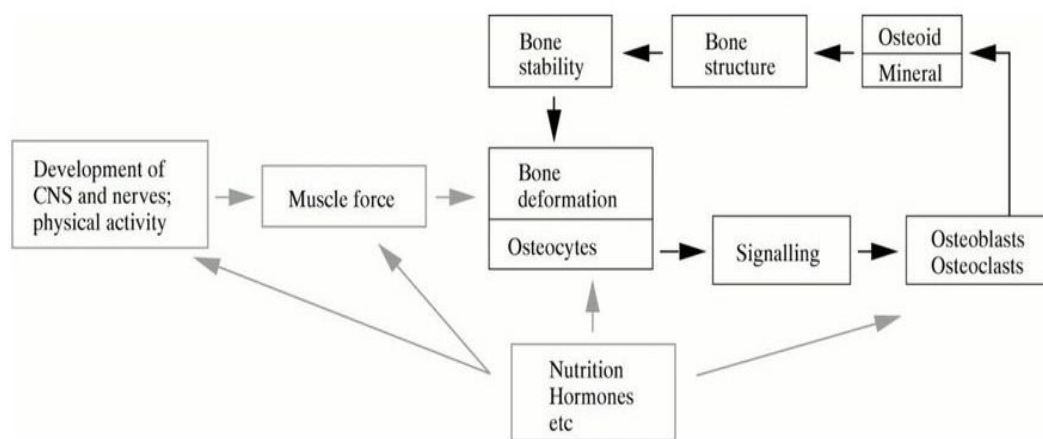 Bone
stability
Bone
structure
Osteoid
Mineral
Development of
CNS and nerves;
physical activity
Muscle force
Bone
deformation
Osteocytes
Signalling
Osteoblasts
Osteoclasts
Nutrition
Hormones
etc